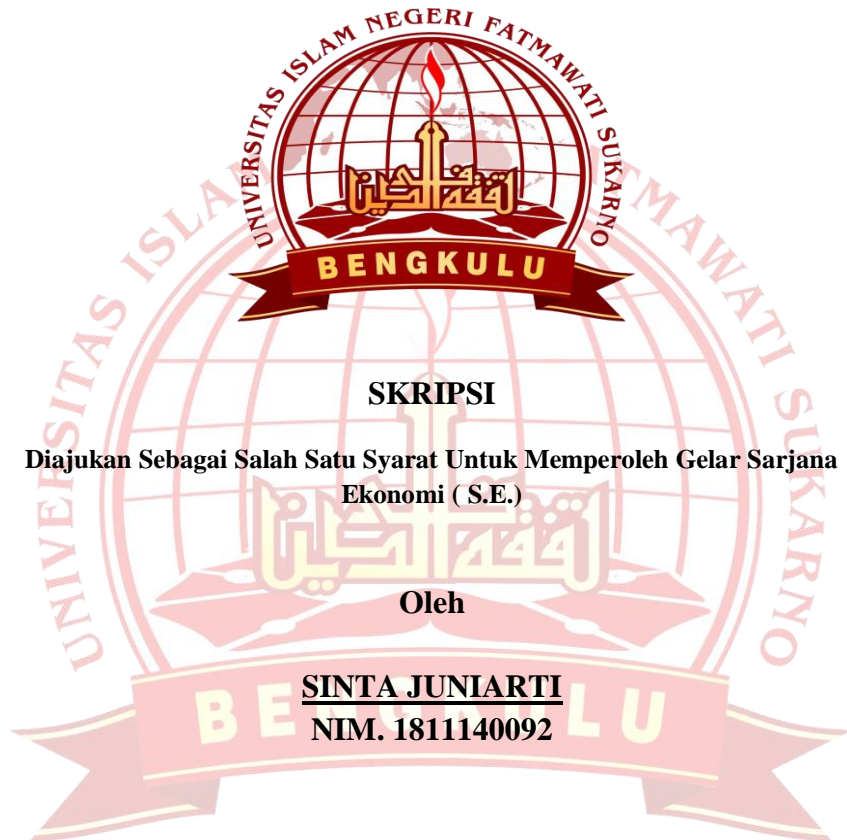 UNIVERSITAS ISLAM NEGERI FATMAWATI SUKARNO
BENGKULU
SKRIPSI
Diajukan Sebagai Salah Satu Syarat Untuk Memperoleh Gelar Sarjana
Ekonomi ( S.E.)
Oleh
SINTA JUNIARTI
NIM. 1811140092
BENGKULU